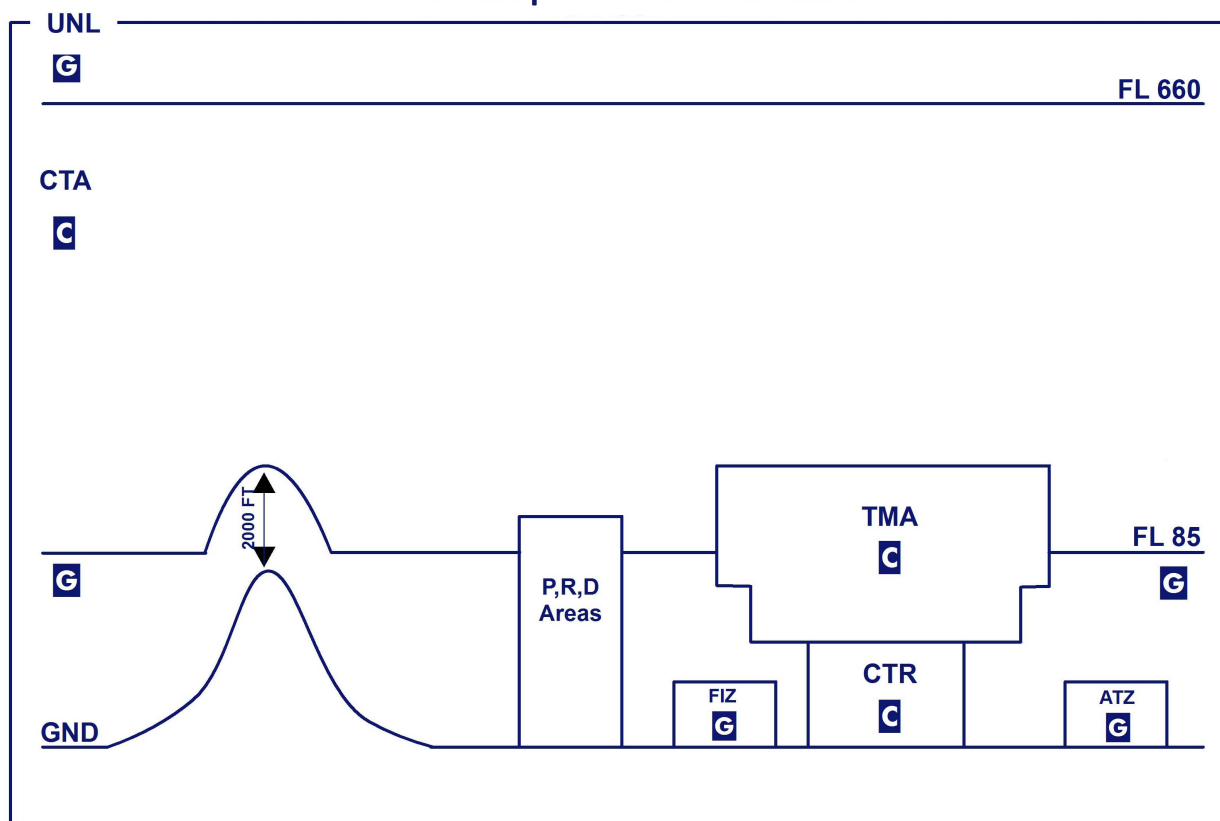 UNL
G
FL 660
CTA
C
2000 FT
TMA
C
FL 85
G
G
P,R,D
Areas
CTR
C
FIZ
G
ATZ
G
GND